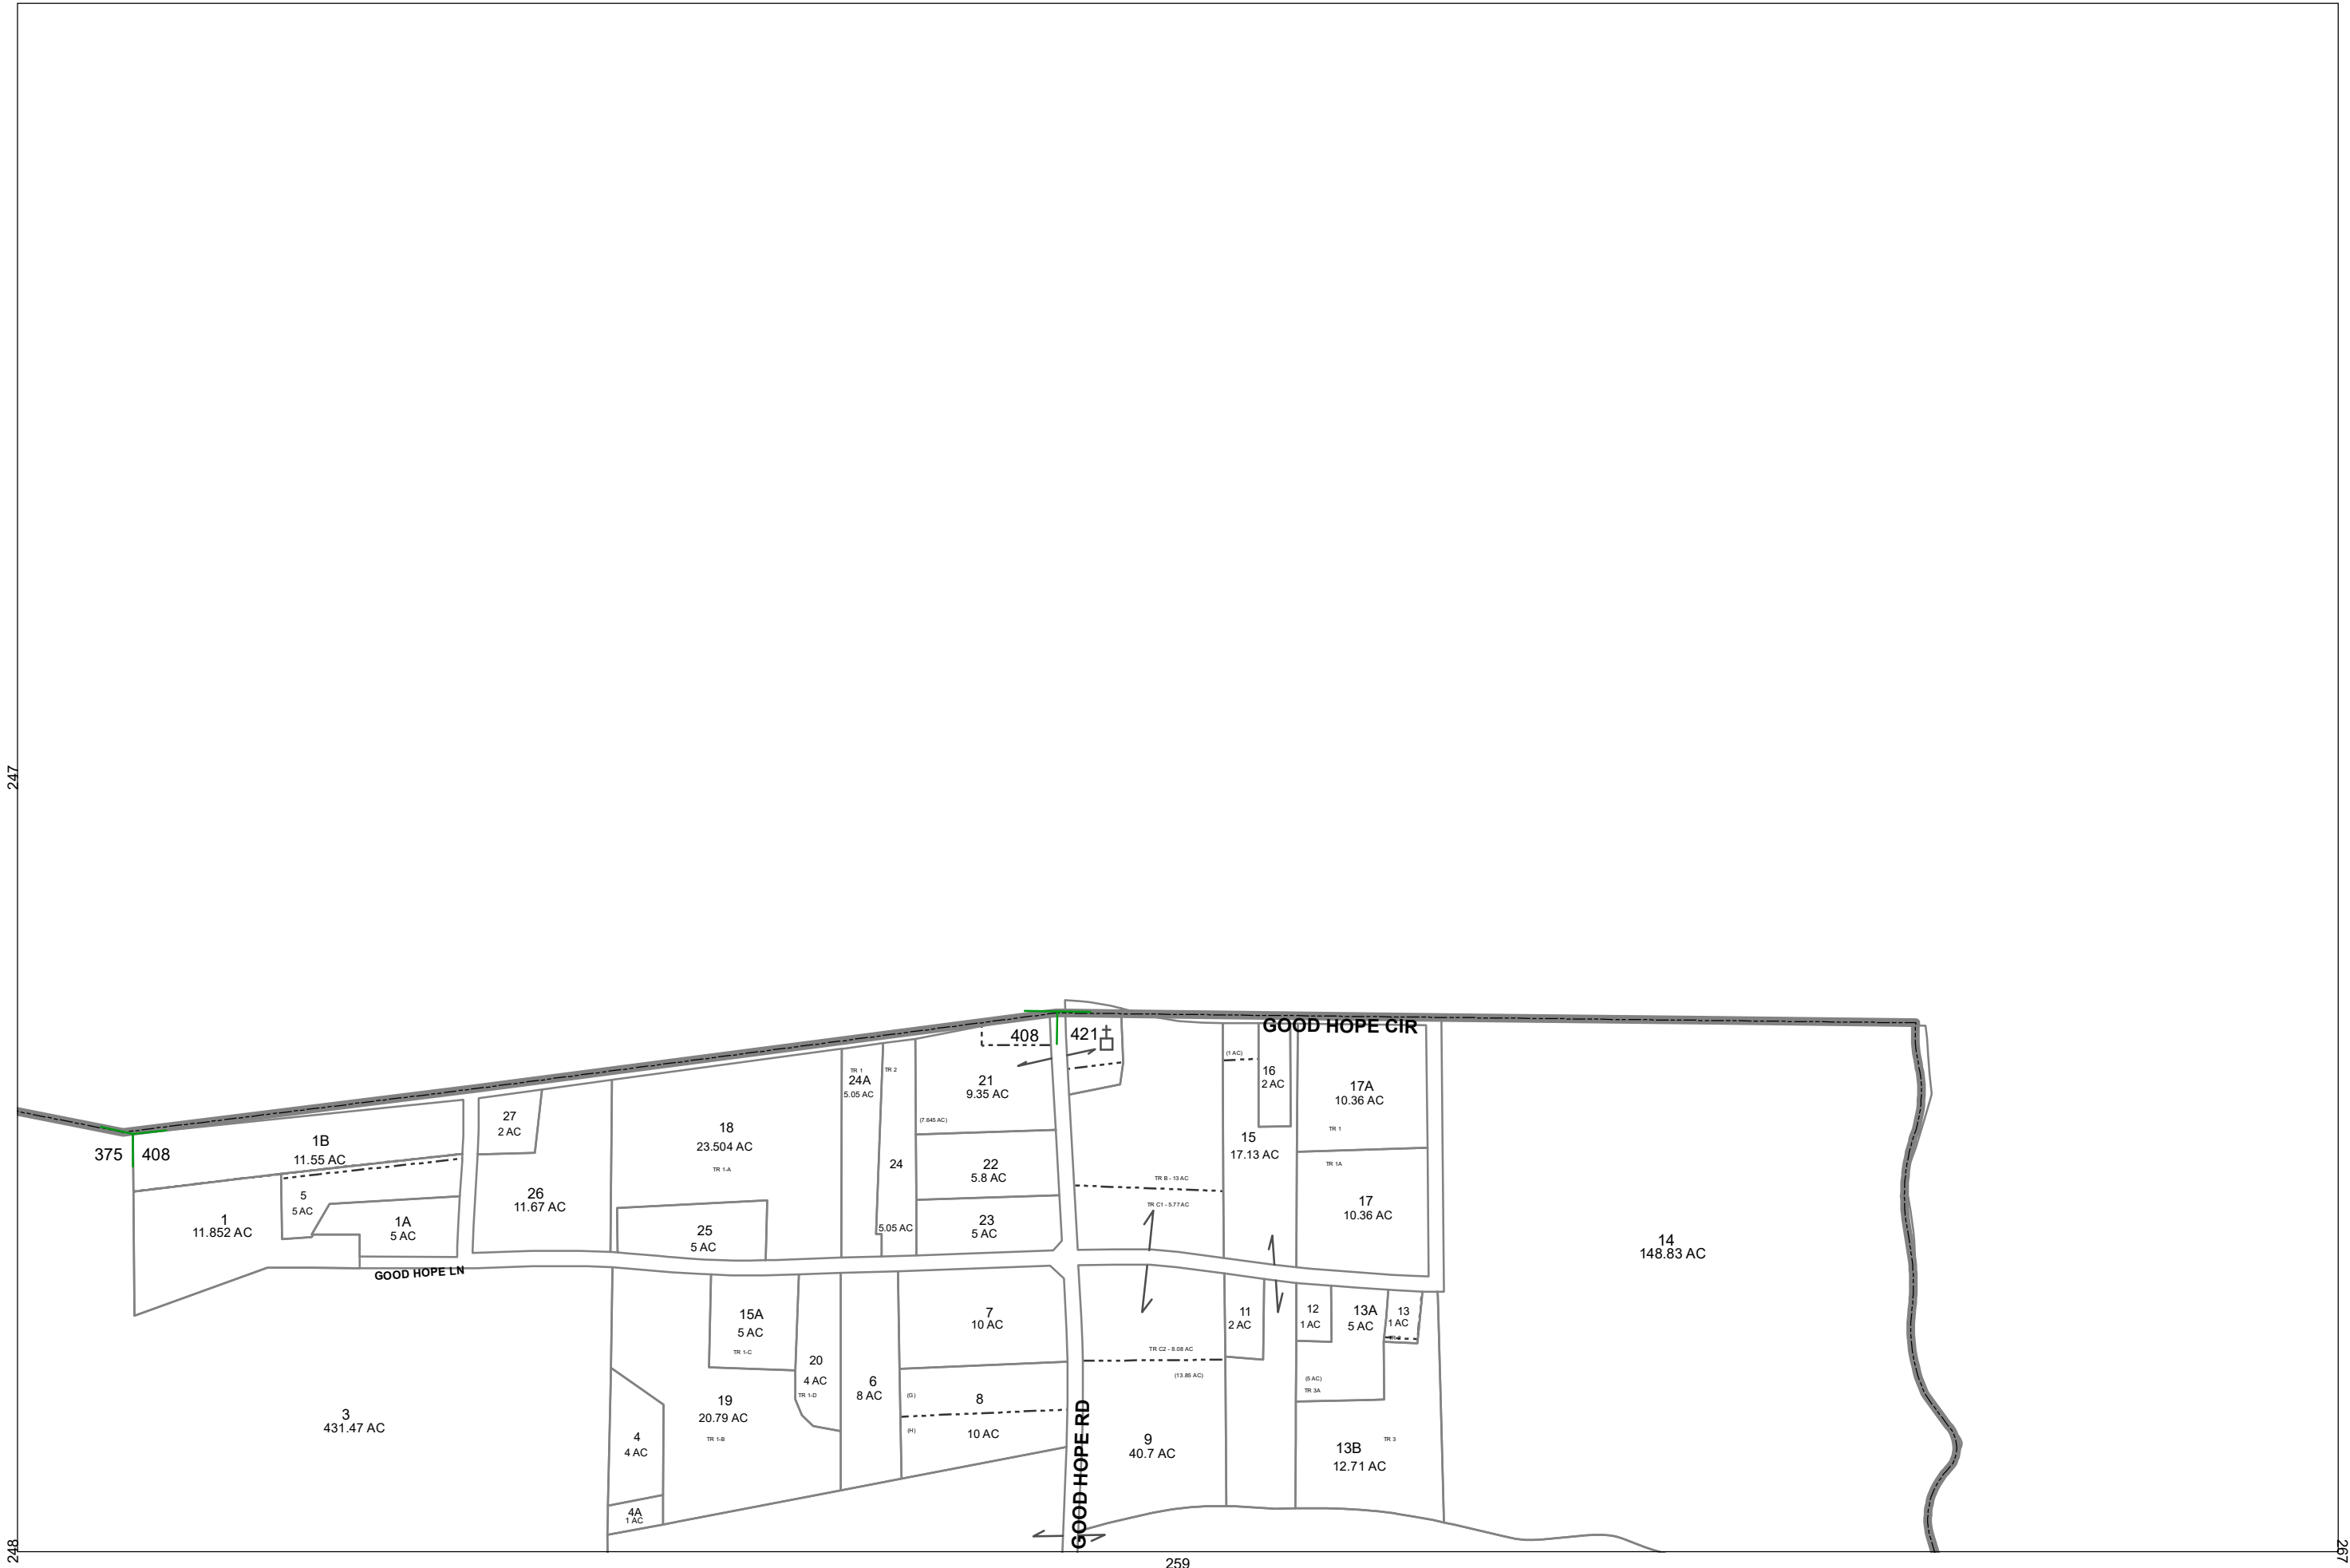 247
GOOD HOPE CIR
408
421
(1 AC)
TR 1
TR 2
24A
5.05 AC
21
9.35 AC
(7.845 AC)
16
2 AC
17A
10.36 AC
TR 1
27
2 AC
18
23.504 AC
TR 1-A
1B
11.55 AC
375
408
15
17.13 AC
24
22
5.8 AC
TR 1A
TR B - 13 AC
TR C1 - 5.77 AC
5
5 AC
26
11.67 AC
17
10.36 AC
1
11.852 AC
1A
5 AC
25
5 AC
5.05 AC
23
5 AC
14
148.83 AC
GOOD HOPE LN
15A
5 AC
TR 1-C
7
10 AC
11
2 AC
12
1 AC
13A
5 AC
13
1 AC
TR C2 - 8.08 AC
(13.85 AC)
20
4 AC
TR 1-D
6
8 AC
(5 AC)
TR 3A
(G)
8
(H)
10 AC
3
431.47 AC
19
20.79 AC
TR 1-B
4
4 AC
9
40.7 AC
TR 3
13B
12.71 AC
GOOD HOPE RD
4A
1 AC
248
259
267